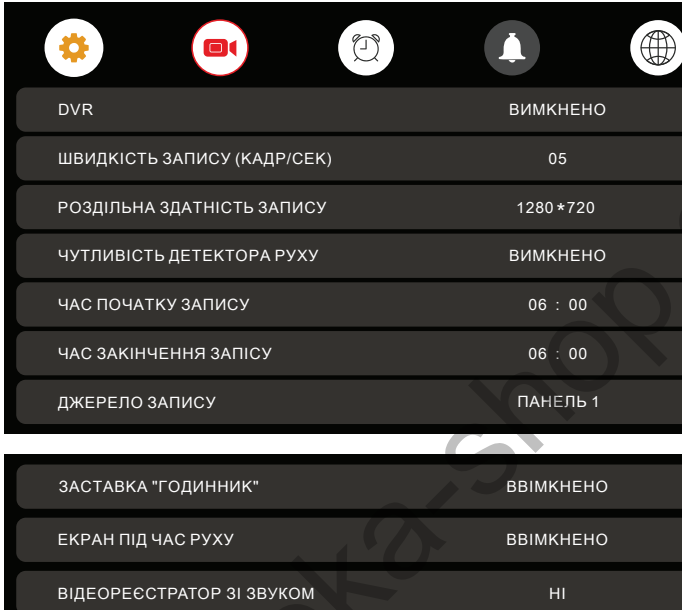 DVR ВИМКНЕНО
ШВИДКІСТЬ ЗАПИСУ (КАДР/СЕК) 05
РОЗДІЛЬНА ЗДАТНІСТЬ ЗАПИСУ 1280*720
ЧУТЛИВІСТЬ ДЕТЕКТОРА РУХУ ВИМКНЕНО
ЧАС ПОЧАТКУ ЗАПИСУ 06 : 00
ЧАС ЗАКІНЧЕННЯ ЗАПІСУ 06 : 00
ДЖЕРЕЛО ЗАПИСУ ПАНЕЛЬ 1
ЗАСТАВКА "ГОДИННИК" ВВІМКНЕНО
ЕКРАН ПІД ЧАС РУХУ ВВІМКНЕНО
ВІДЕОРЕЄСТРАТОР ЗІ ЗВУКОМ НІ